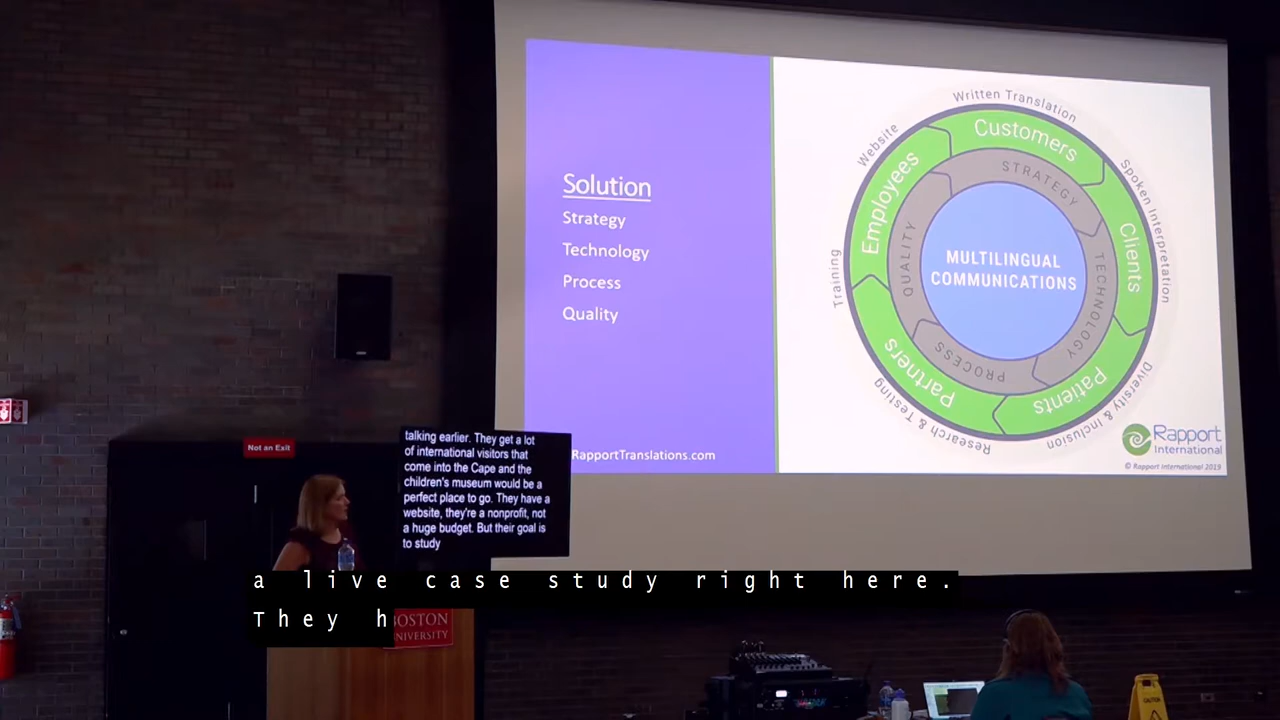 Solution
Strategy
Technology
Process
Quality
RapportTranslations.com
Written Translation
Website
Spoken Interpretation
Training
Diversity & Inclusion
Research & Testing
Customers
Employees
Clients
Partners
Patients
STRATEGY
QUALITY
TECHNOLOGY
PROCESS
MULTILINGUAL
COMMUNICATIONS
Rapport
International
© Rapport International 2019
Not an Exit
talking earlier. They get a lot
of international visitors that
come into the Cape and the
children's museum would be a
perfect place to go. They have a
website, they're a nonprofit, not
a huge budget. But their goal is
to study
a live case study right here.
They h
BOSTON
UNIVERSITY
CAUTION